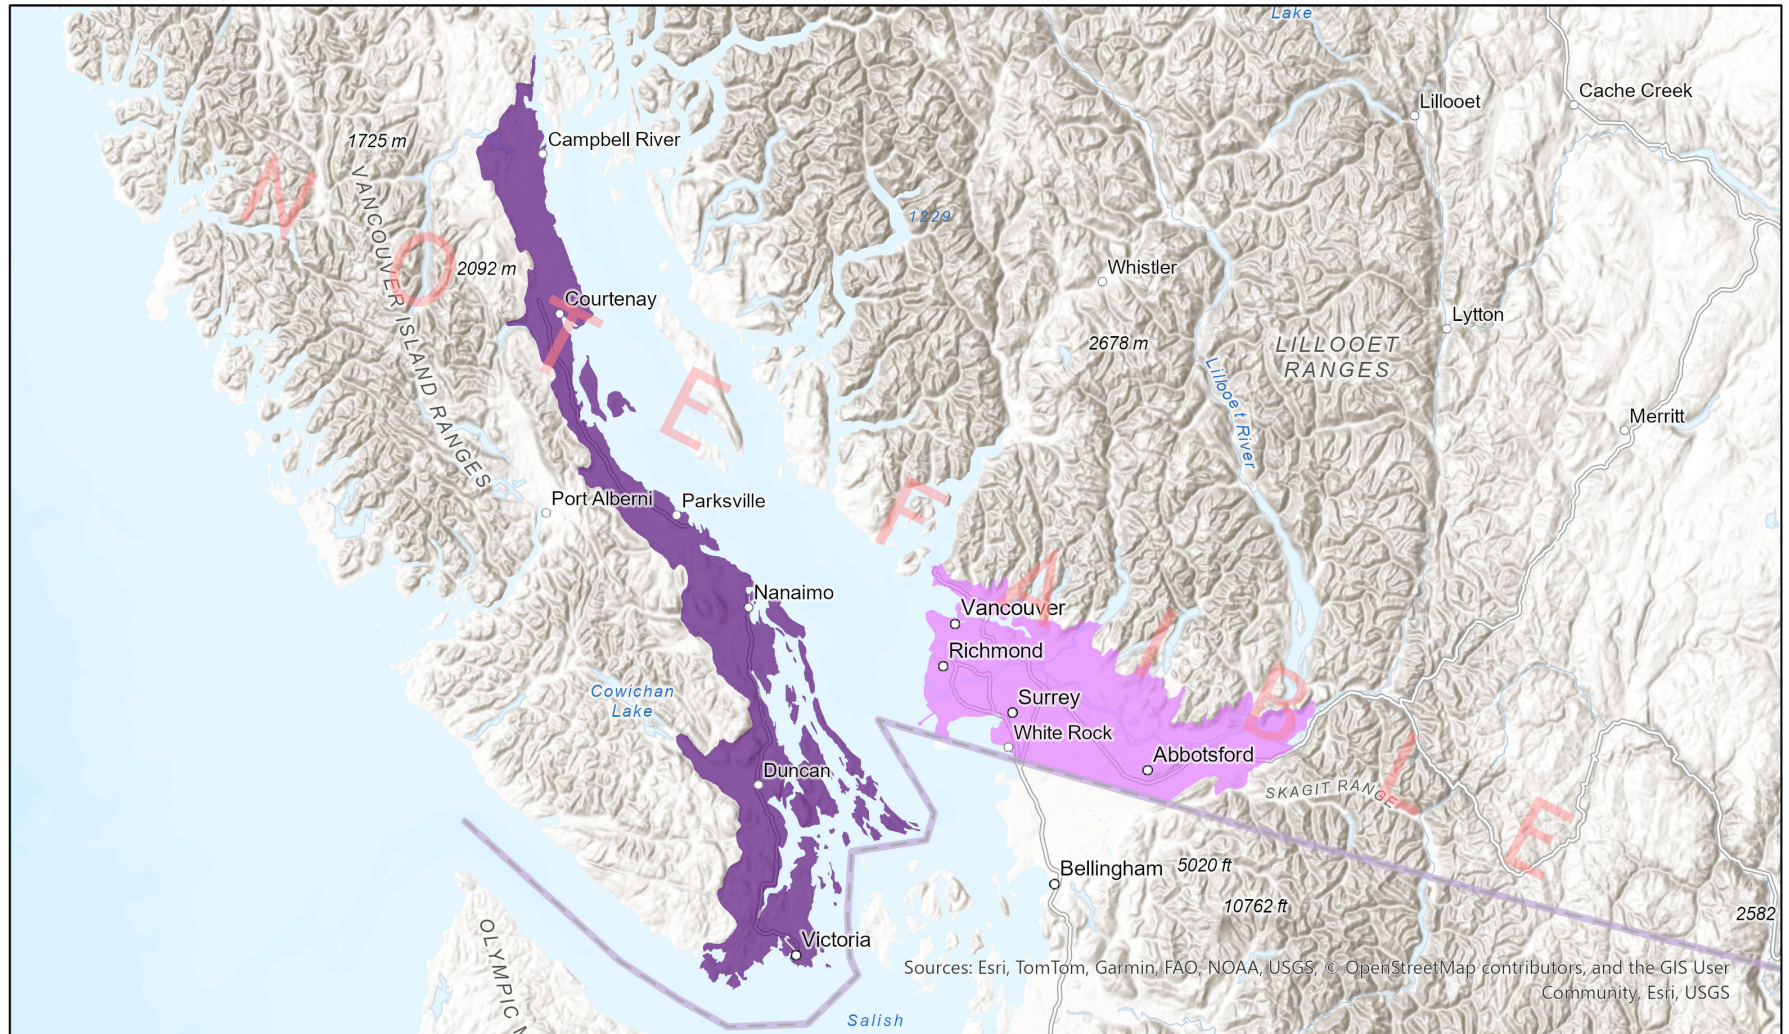 Lake
Cache Creek
Lillooet
1725 m
Campbell River
VANCOUVER ISLAND RANGES
1229
2092 m
Whistler
Courtenay
Lytton
2678 m
LILLOOET
RANGES
Lillooet River
Merritt
Port Alberni
Parksville
Nanaimo
Vancouver
Richmond
Cowichan
Lake
Surrey
White Rock
Abbotsford
Duncan
SKAGIT RANGE
Bellingham
5020 ft
10762 ft
2582
Victoria
OLYMPIC M
Sources: Esri, TomTom, Garmin, FAO, NOAA, USGS, © OpenStreetMap contributors, and the GIS User
Community, Esri, USGS
Salish
NOT EFFAIBLE